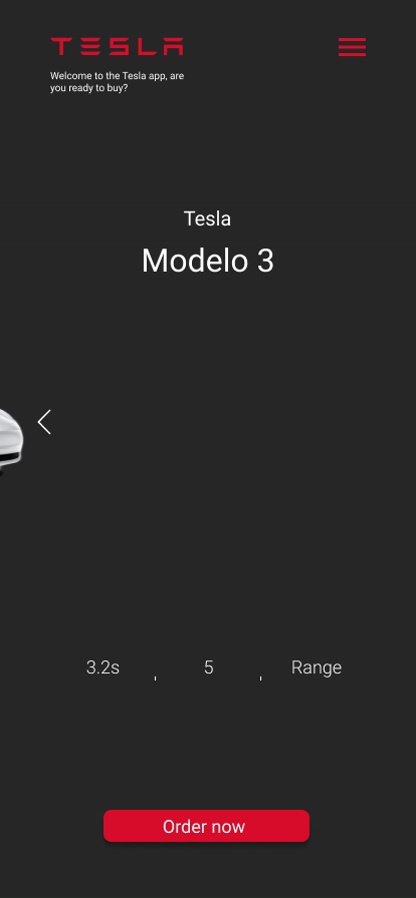 TESLA
Welcome to the Tesla app, are
you ready to buy?
Tesla
Modelo 3
3.2s
5
Range
Order now